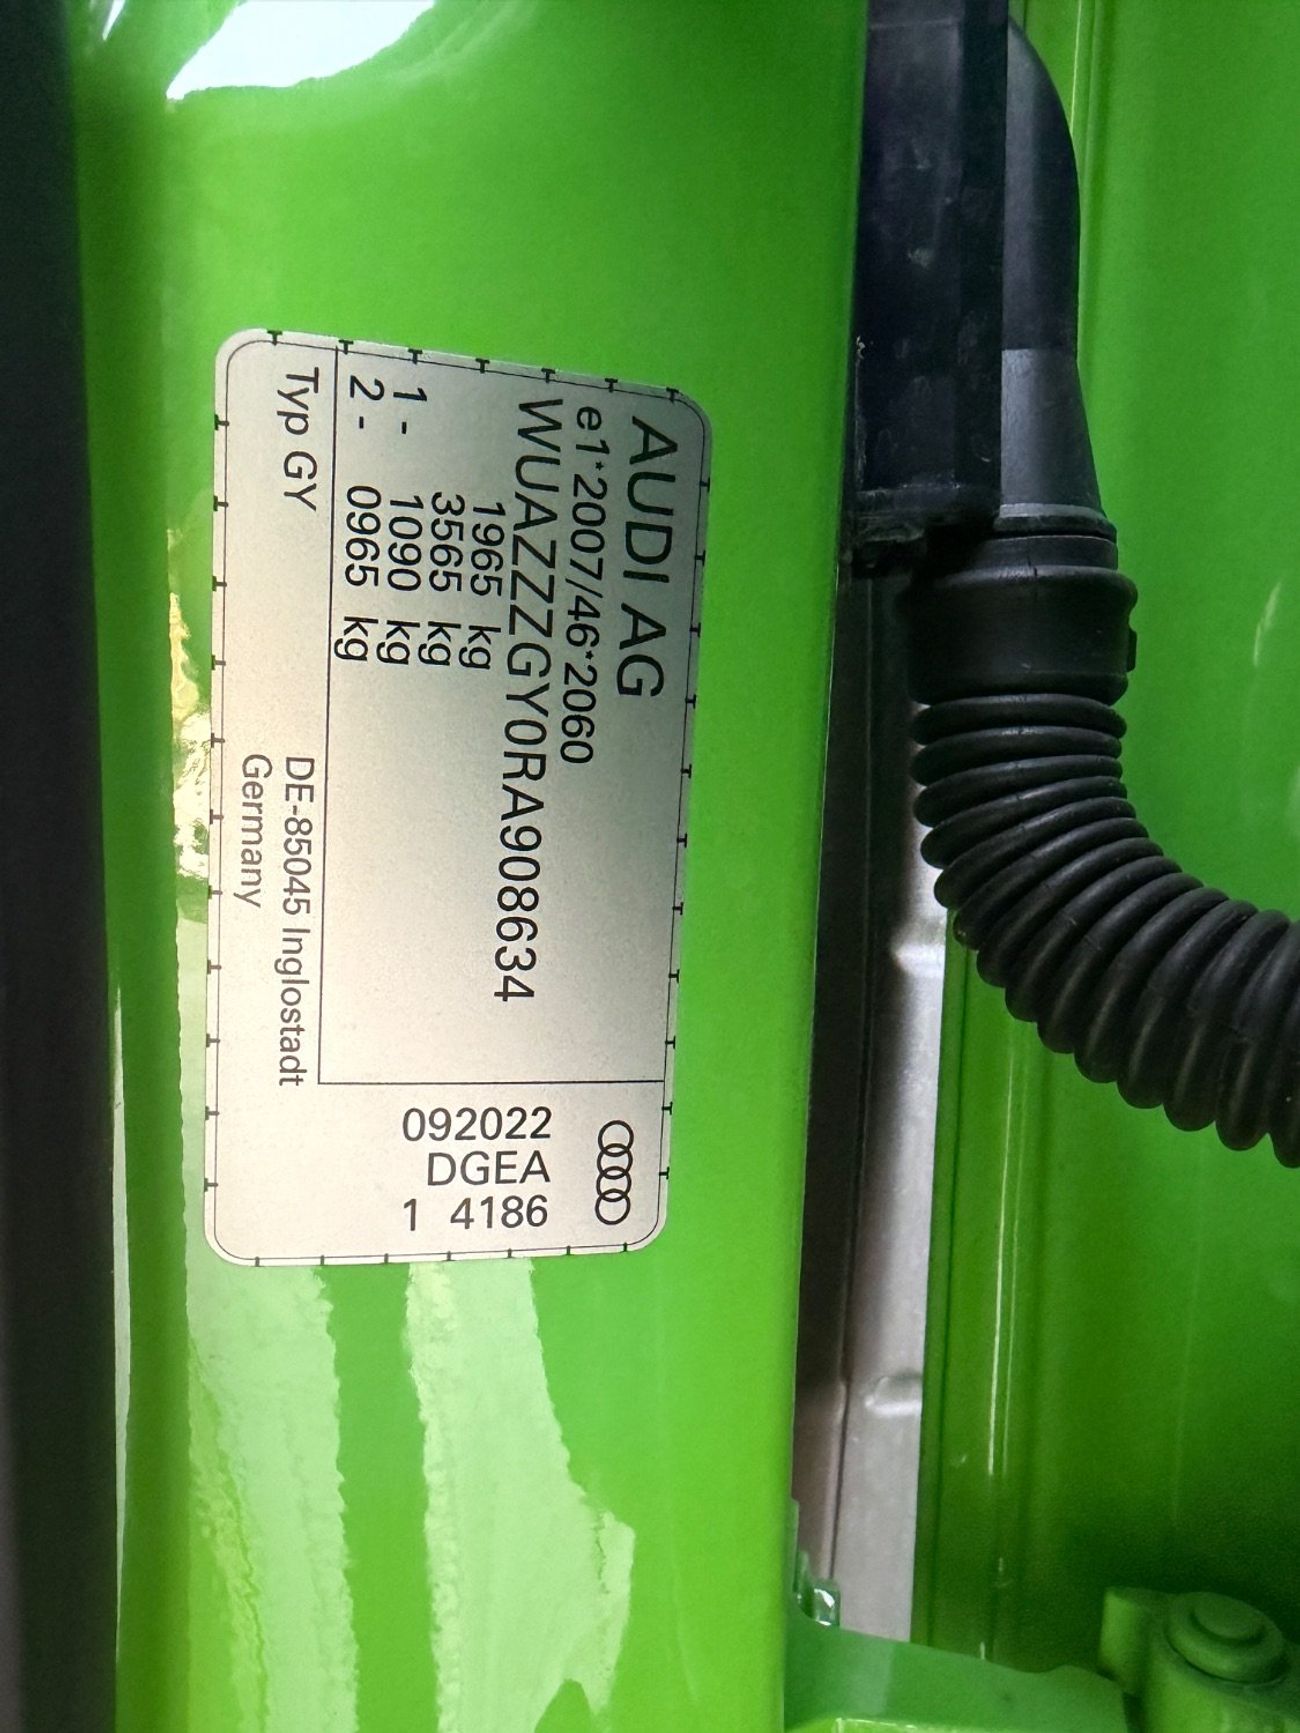 AUDI AG
e1*2007/46*2060
WUAZZZGY0RA908634
1965 kg
3565 kg
1 - 1090 kg
2 - 0965 kg
Typ GY
DE-85045 Inglostadt
Germany
092022
DGEA
1 4186